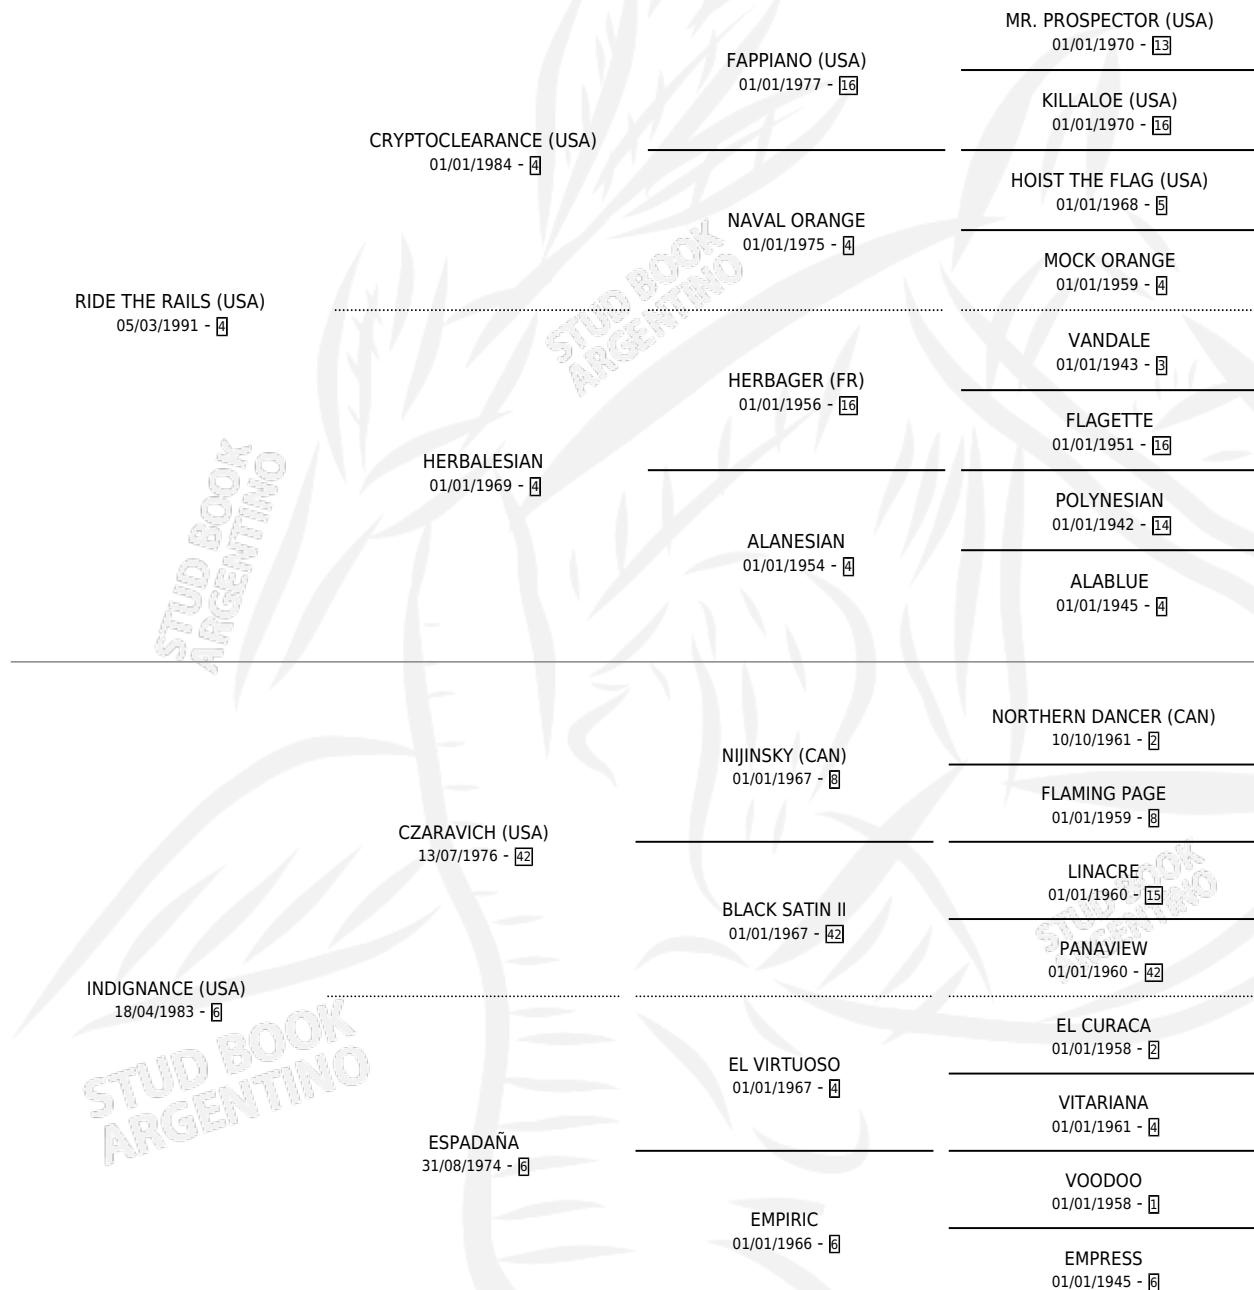 MR. PROSPECTOR (USA)
01/01/1970 - 13
FAPPIANO (USA)
01/01/1977 - 16
KILLALOE (USA)
01/01/1970 - 16
CRYPTOCLEARANCE (USA)
01/01/1984 - 4
HOIST THE FLAG (USA)
01/01/1968 - 5
NAVAL ORANGE
01/01/1975 - 4
MOCK ORANGE
01/01/1959 - 4
STUD BOOK
ARGENTINO
RIDE THE RAILS (USA)
05/03/1991 - 4
VANDALE
01/01/1943 - 3
HERBAGER (FR)
01/01/1956 - 16
FLAGETTE
01/01/1951 - 16
HERBALESIAN
01/01/1969 - 4
POLYNESIAN
01/01/1942 - 14
ALANESIAN
01/01/1954 - 4
ALABLUE
01/01/1945 - 4
STUD BOOK
ARGENTINO
NORTHERN DANCER (CAN)
10/10/1961 - 2
NIJINSKY (CAN)
01/01/1967 - 8
FLAMING PAGE
01/01/1959 - 8
CZARAVICH (USA)
13/07/1976 - 42
LINACRE
01/01/1960 - 15
BLACK SATIN II
01/01/1967 - 42
PANAVIEW
01/01/1960 - 42
STUD BOOK
ARGENTINO
INDIGNANCE (USA)
18/04/1983 - 6
EL CURACA
01/01/1958 - 2
EL VIRTUOSO
01/01/1967 - 4
VITARIANA
01/01/1961 - 4
STUD BOOK
ARGENTINO
ESPADAÑA
31/08/1974 - 6
VOODOO
01/01/1958 - 1
EMPIRIC
01/01/1966 - 6
EMPRESS
01/01/1945 - 6